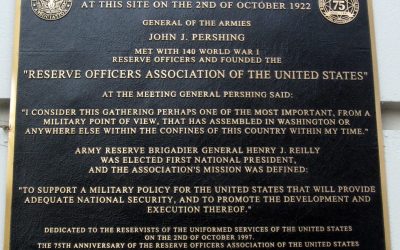 AT THIS SITE ON THE 2ND OF OCTOBER 1922
GENERAL OF THE ARMIES
JOHN J. PERSHING
MET WITH 140 WORLD WAR I
RESERVE OFFICERS AND FOUNDED THE
"RESERVE OFFICERS ASSOCIATION OF THE UNITED STATES"
AT THE MEETING GENERAL PERSHING SAID:
"I CONSIDER THIS GATHERING PERHAPS ONE OF THE MOST IMPORTANT, FROM A
MILITARY POINT OF VIEW, THAT HAS ASSEMBLED IN WASHINGTON OR
ANYWHERE ELSE WITHIN THE CONFINES OF THIS COUNTRY WITHIN MY TIME."
ARMY RESERVE BRIGADIER GENERAL HENRY J. REILLY
WAS ELECTED FIRST NATIONAL PRESIDENT,
AND THE ASSOCIATION'S MISSION WAS DEFINED:
"TO SUPPORT A MILITARY POLICY FOR THE UNITED STATES THAT WILL PROVIDE
ADEQUATE NATIONAL SECURITY, AND TO PROMOTE THE DEVELOPMENT AND
EXECUTION THEREOF."
DEDICATED TO THE RESERVISTS OF THE UNIFORMED SERVICES OF THE UNITED STATES
ON THE 2ND OF OCTOBER 1997,
THE 75TH ANNIVERSARY OF THE RESERVE OFFICERS ASSOCIATION OF THE UNITED STATES
75